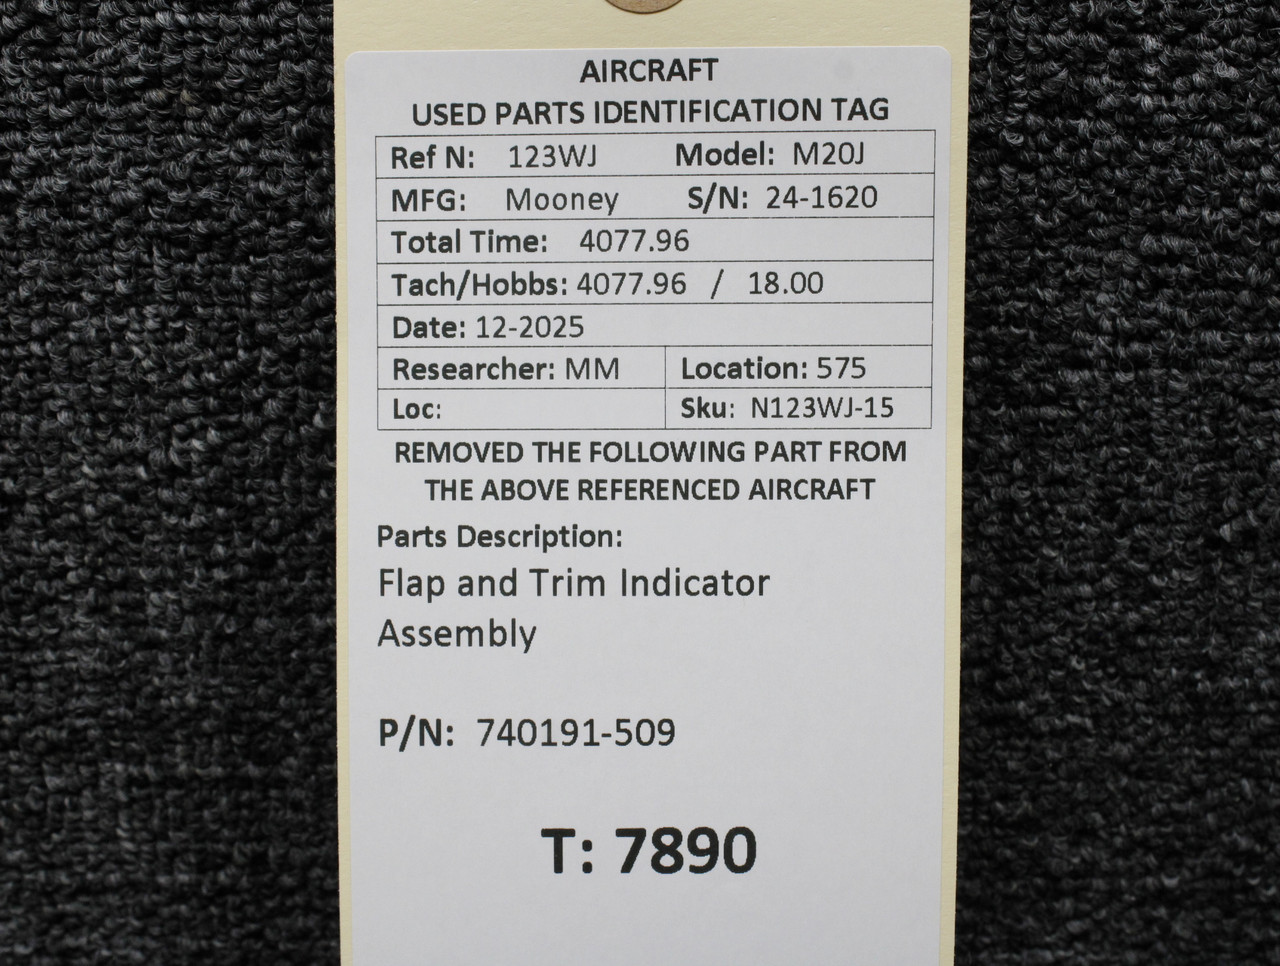 AIRCRAFT
USED PARTS IDENTIFICATION TAG
Ref N: 123WJ Model: M20J
MFG: Mooney S/N: 24-1620
Total Time: 4077.96
Tach/Hobbs: 4077.96 / 18.00
Date: 12-2025
Researcher: MM Location: 575
Loc: Sku: N123WJ-15
REMOVED THE FOLLOWING PART FROM
THE ABOVE REFERENCED AIRCRAFT
Parts Description:
Flap and Trim Indicator
Assembly
P/N: 740191-509
T: 7890